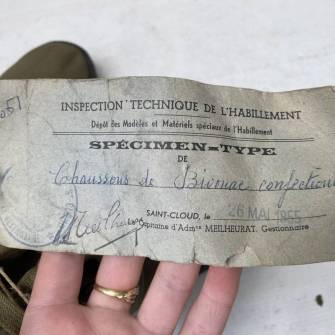 INSPECTION TECHNIQUE DE L'HABILLEMENT
Dépôt des Modèles et Matériels spéciaux de l'Habillement
SPÉCIMEN-TYPE
DE
Chaussons de Bivouac confection
SAINT-CLOUD, le 26 MAI 1955
Le Capitaine d'Adm MEILHEURAT, Gestionnaire